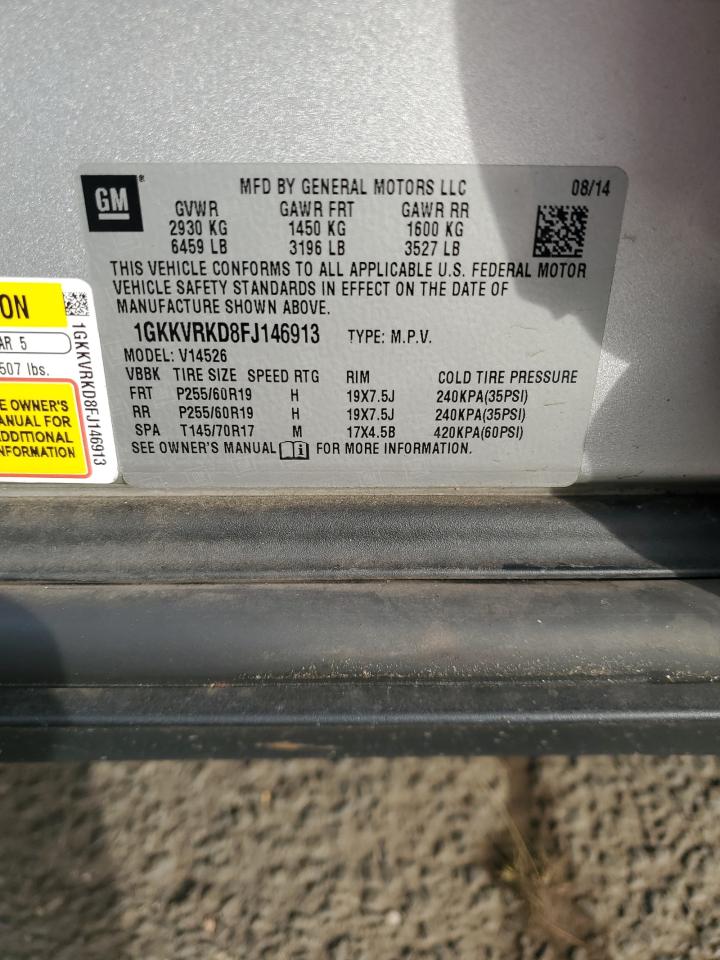 GM®
MFD BY GENERAL MOTORS LLC 08/14
GVWR GAWR FRT GAWR RR
2930 KG 1450 KG 1600 KG
6459 LB 3196 LB 3527 LB
THIS VEHICLE CONFORMS TO ALL APPLICABLE U.S. FEDERAL MOTOR
VEHICLE SAFETY STANDARDS IN EFFECT ON THE DATE OF
MANUFACTURE SHOWN ABOVE.
1GKKVRKD8FJ146913 TYPE: M.P.V.
MODEL: V14526
VBBK TIRE SIZE SPEED RTG RIM COLD TIRE PRESSURE
FRT P255/60R19 H 19X7.5J 240KPA(35PSI)
RR P255/60R19 H 19X7.5J 240KPA(35PSI)
SPA T145/70R17 M 17X4.5B 420KPA(60PSI)
SEE OWNER'S MANUAL i FOR MORE INFORMATION.
ON
AR 5
507 lbs.
E OWNER'S
MANUAL FOR
ADDITIONAL
NFORMATION
1GKKVRKD8FJ146913